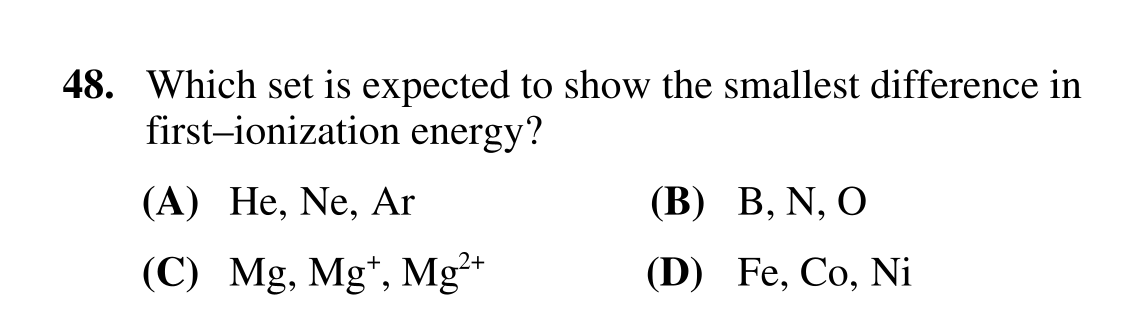 48. Which set is expected to show the smallest difference in
first–ionization energy?
(A) He, Ne, Ar (B) B, N, O
(C) Mg, Mg⁺, Mg²⁺ (D) Fe, Co, Ni